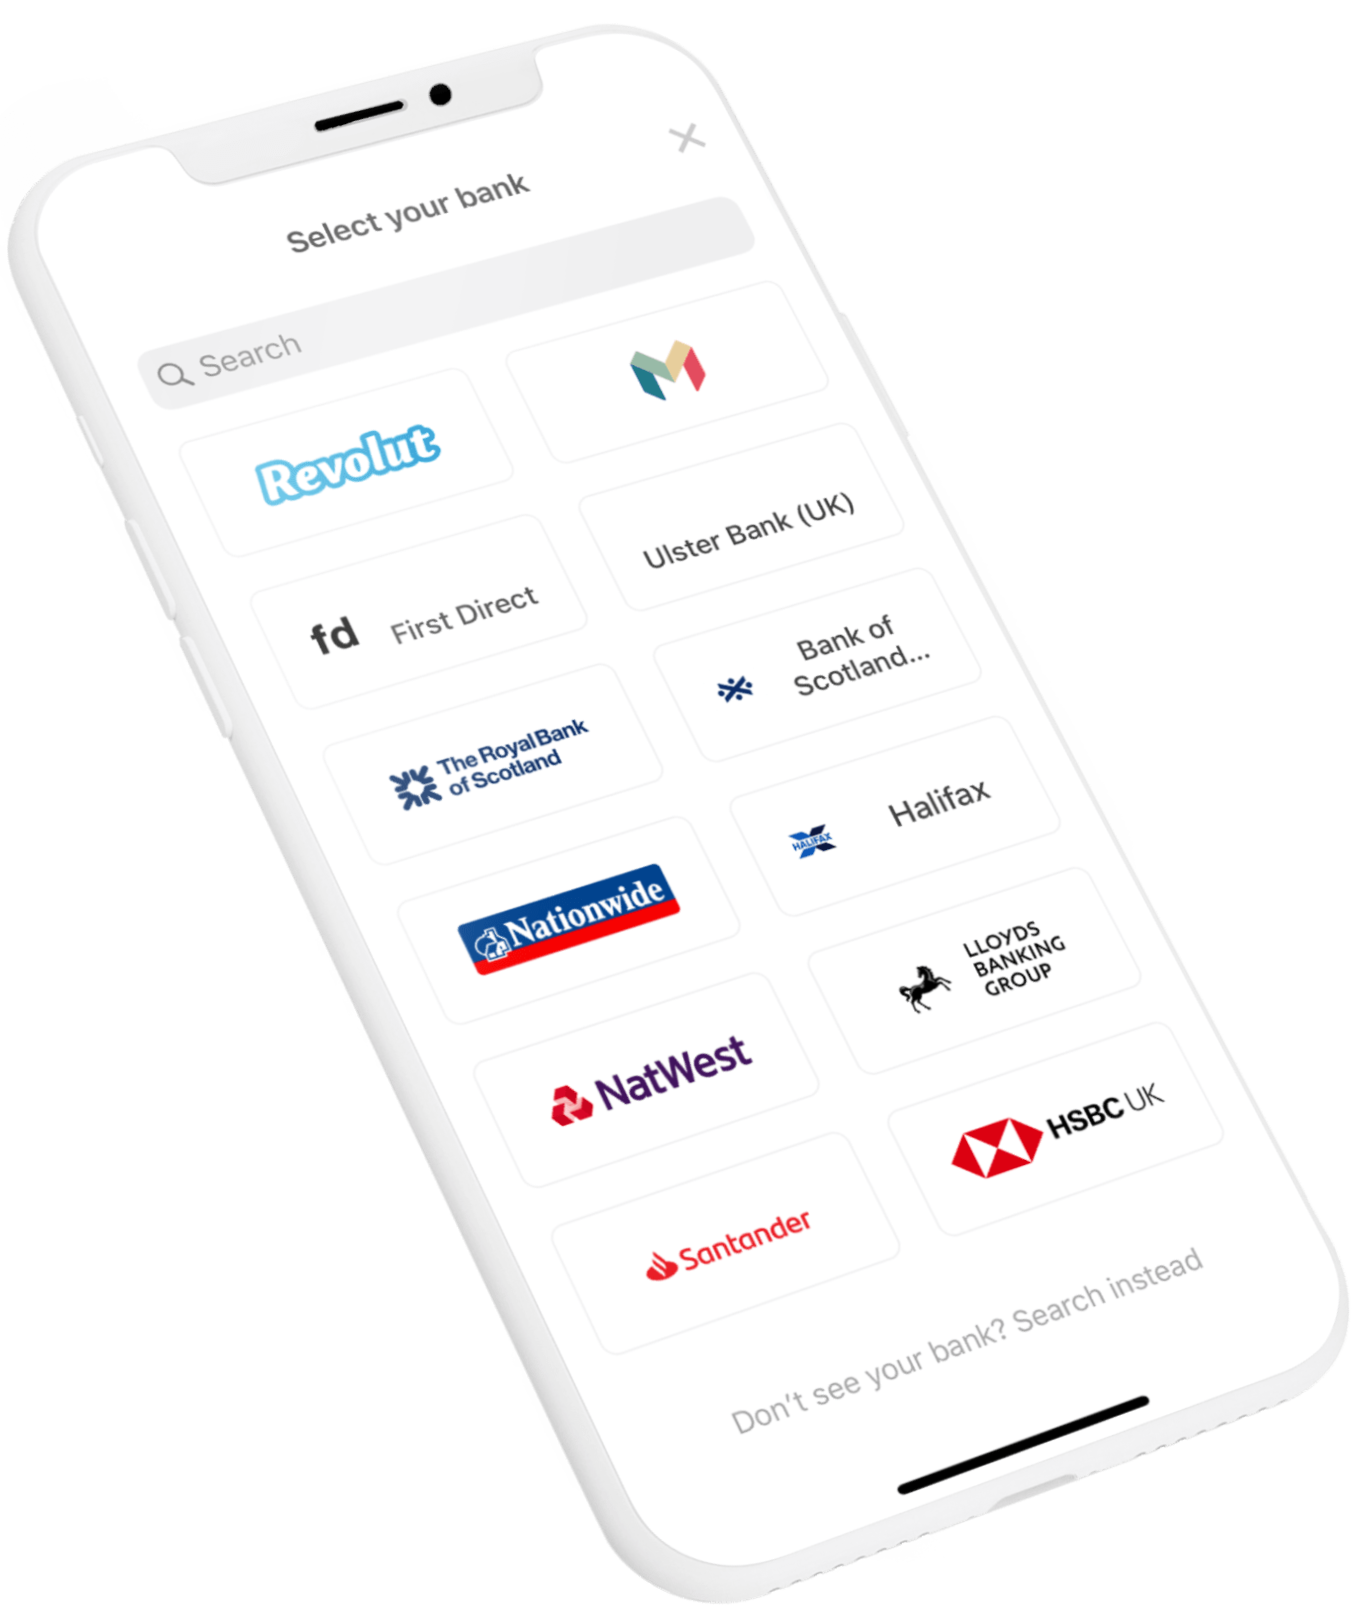 Select your bank
Search
Revolut
fd First Direct
Ulster Bank (UK)
The Royal Bank
of Scotland
Bank of
Scotland...
Nationwide
HALIFAX Halifax
NatWest
LLOYDS
BANKING
GROUP
Santander
HSBC UK
Don't see your bank? Search instead